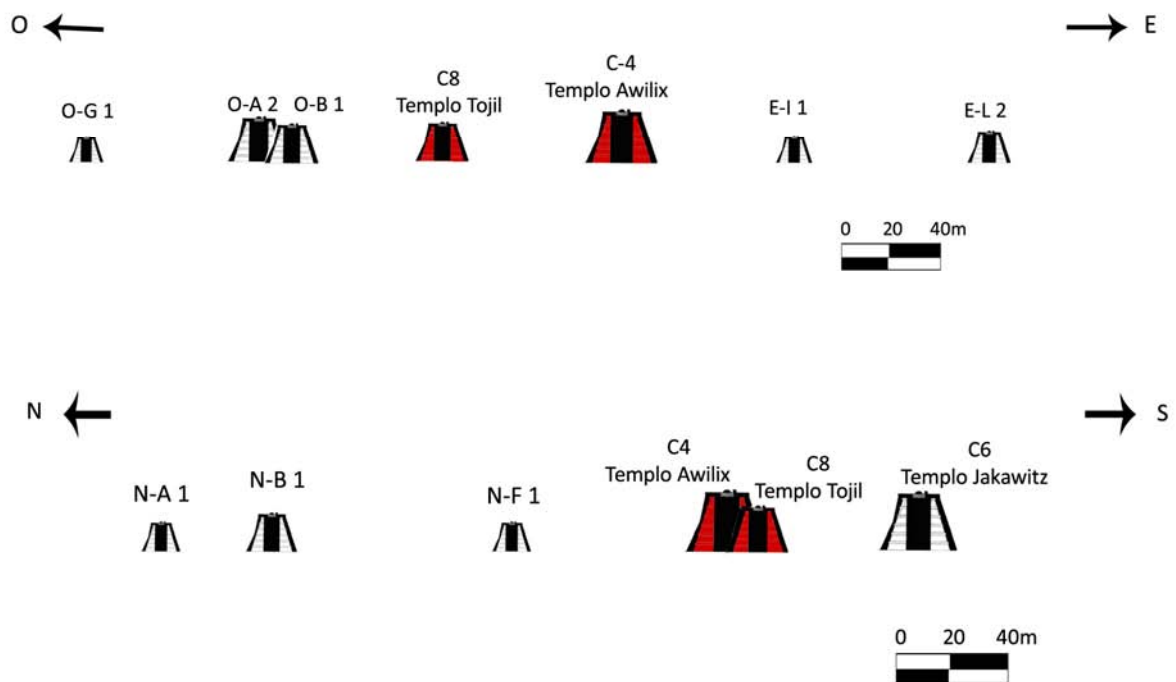 O E
C-4
C8 Templo Awilix
O-G 1 O-A 2 O-B 1 Templo Tojil E-I 1 E-L 2
0 20 40m
N S
C4 C6
Templo Awilix C8 Templo Jakawitz
N-A 1 N-B 1 N-F 1 Templo Tojil
0 20 40m